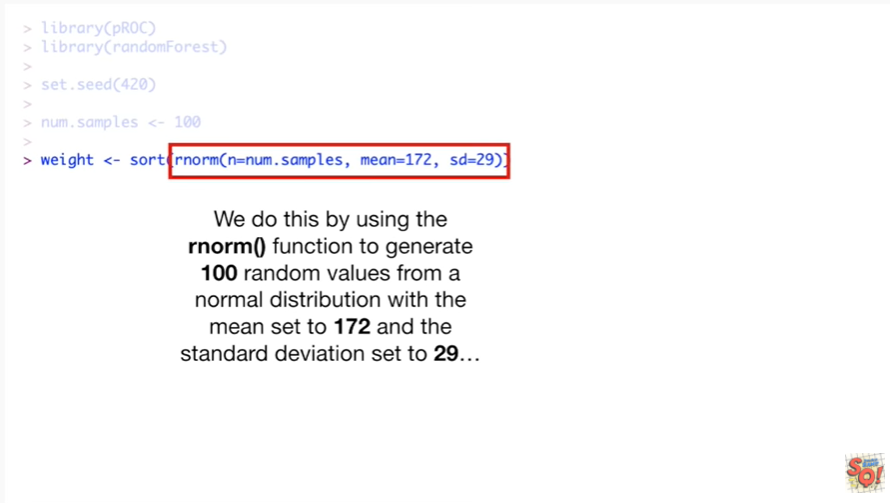 > library(pROC)
> library(randomForest)
>
> set.seed(420)
>
> num.samples <- 100
>
> weight <- sort(rnorm(n=num.samples, mean=172, sd=29))
We do this by using the
rnorm() function to generate
100 random values from a
normal distribution with the
mean set to 172 and the
standard deviation set to 29…
SQ!